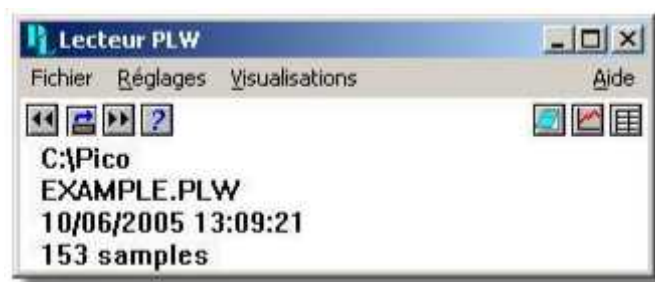 Lecteur PLW
Fichier Réglages Visualisations Aide
?
C:\Pico
EXAMPLE.PLW
10/06/2005 13:09:21
153 samples